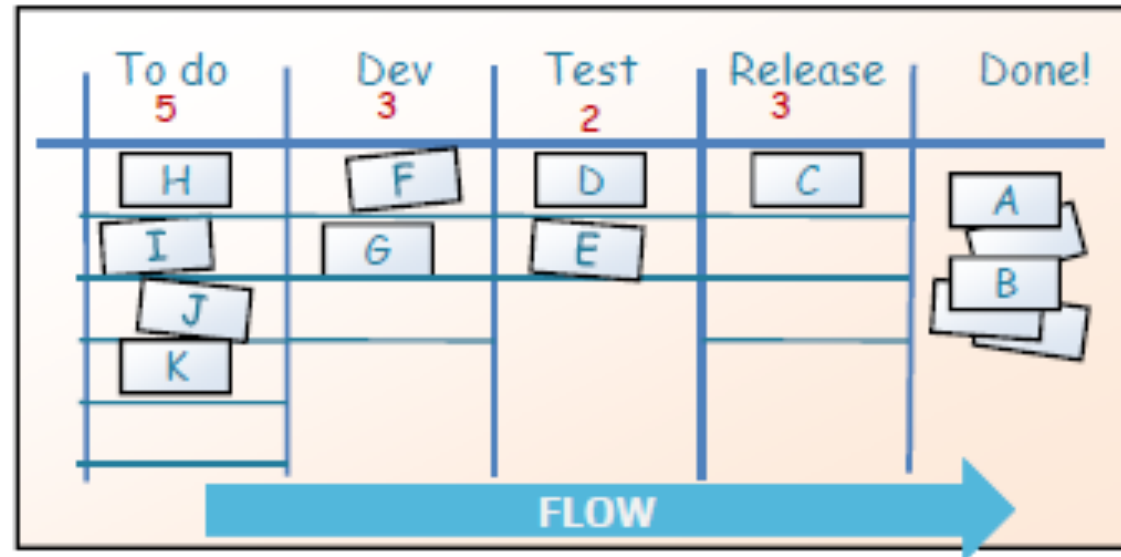 To do Dev Test Release Done!
5 3 2 3
H F D C
A
I G E
J B
K
FLOW